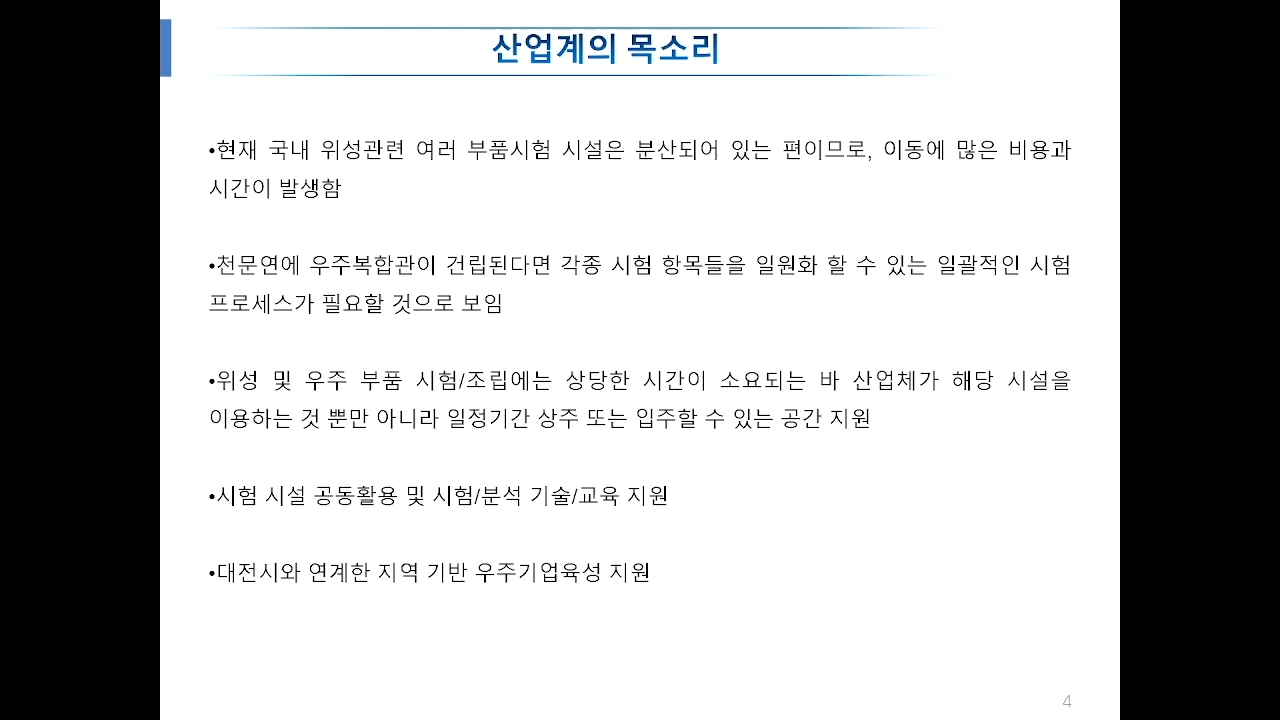 산업계의 목소리
•현재 국내 위성관련 여러 부품시험 시설은 분산되어 있는 편이므로, 이동에 많은 비용과
시간이 발생함
•천문연에 우주복합관이 건립된다면 각종 시험 항목들을 일원화 할 수 있는 일괄적인 시험
프로세스가 필요할 것으로 보임
•위성 및 우주 부품 시험/조립에는 상당한 시간이 소요되는 바 산업체가 해당 시설을
이용하는 것 뿐만 아니라 일정기간 상주 또는 입주할 수 있는 공간 지원
•시험 시설 공동활용 및 시험/분석 기술/교육 지원
•대전시와 연계한 지역 기반 우주기업육성 지원
4